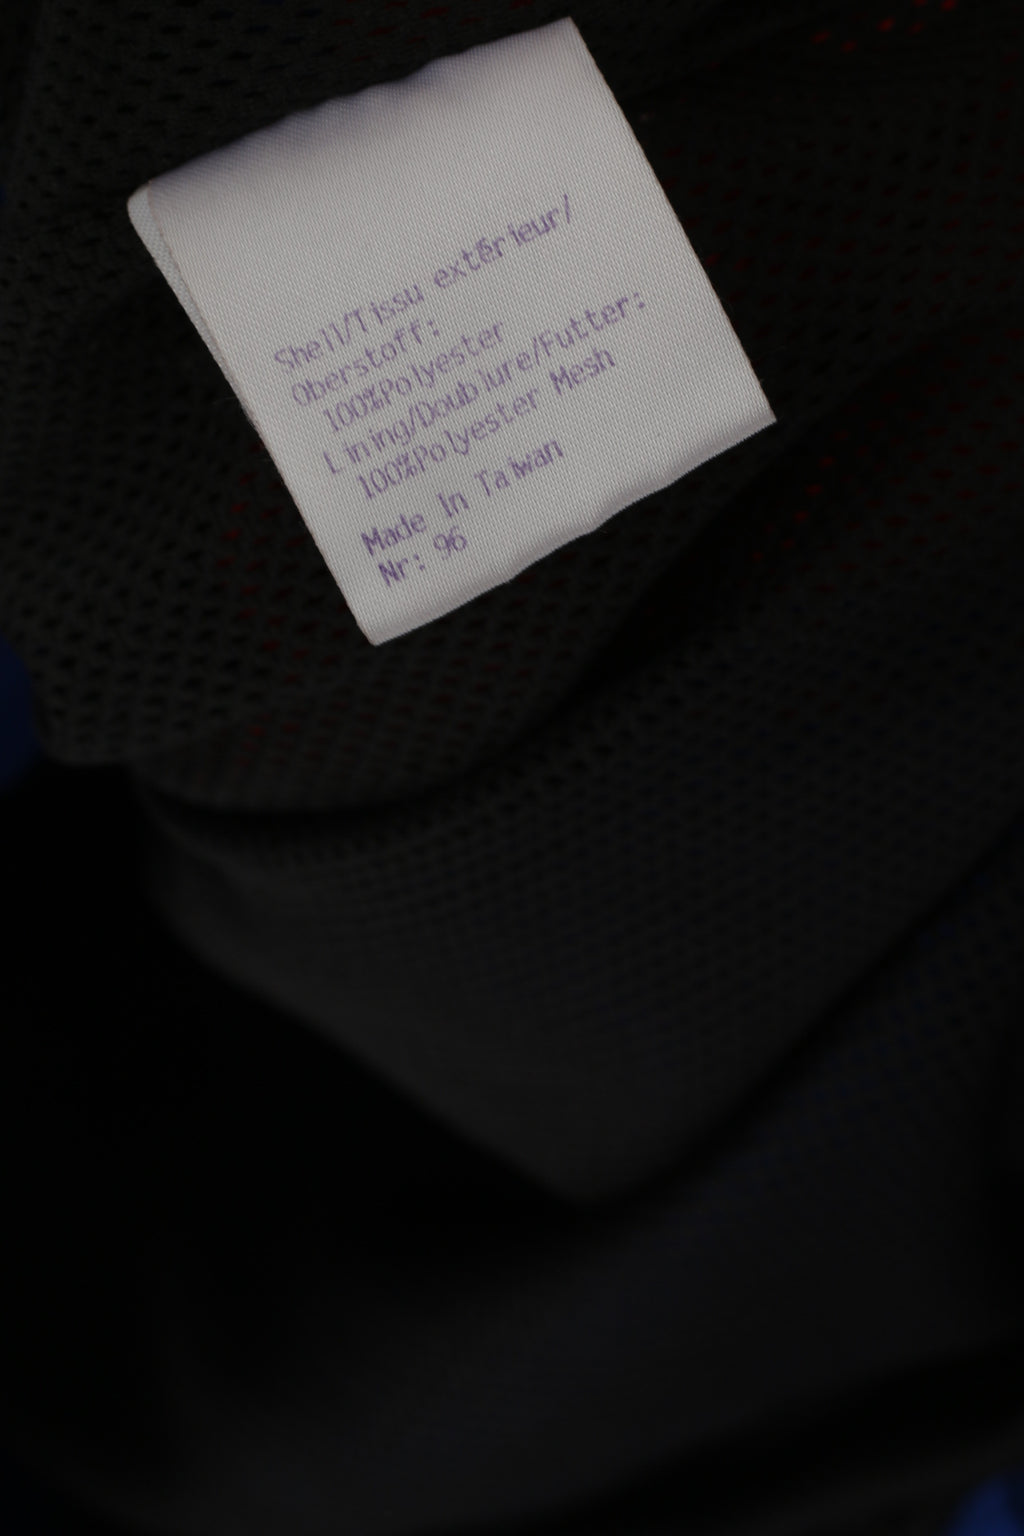 Shell/Tissu extérieur/
Oberstoff:
100%Polyester
Lining/Doublure/Futter:
100%Polyester Mesh
Made In Taiwan
Nr: 96